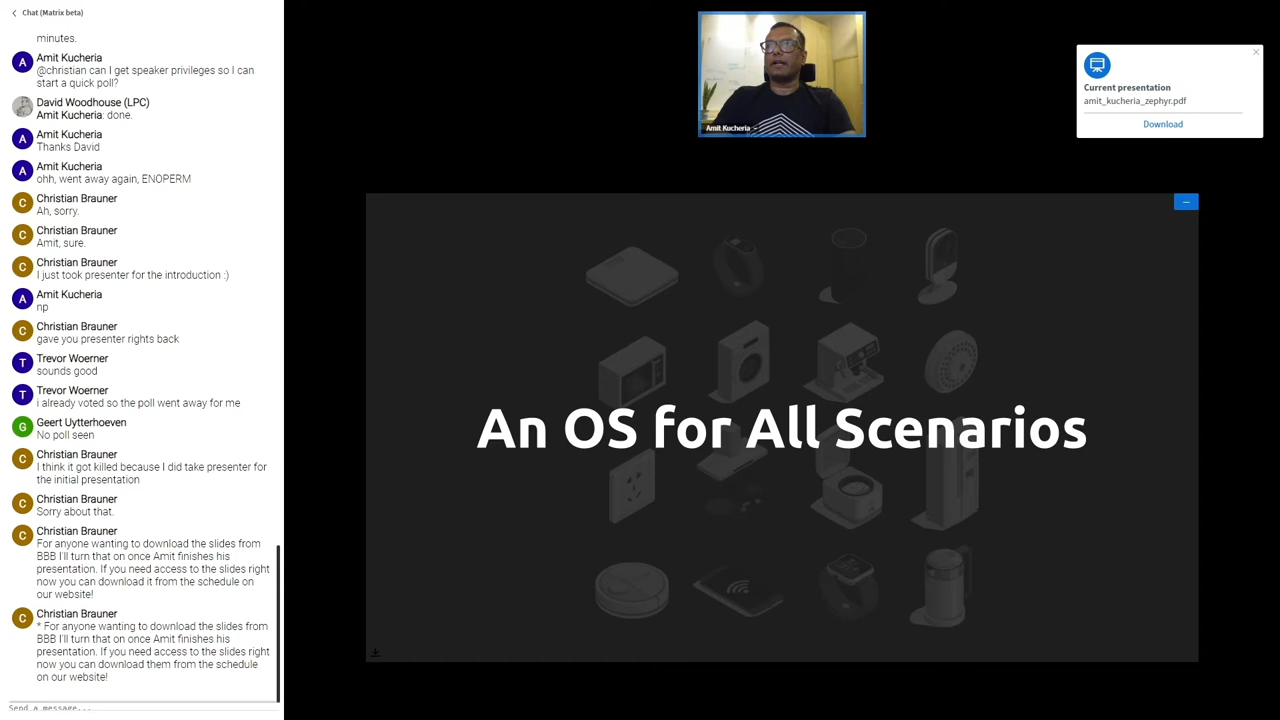 Chat (Matrix beta)
minutes.
Amit Kucheria
@christian can I get speaker privileges so I can
start a quick poll?
David Woodhouse (LPC)
Amit Kucheria: done.
Amit Kucheria
Thanks David
Amit Kucheria
ohh, went away again, ENOPERM
Christian Brauner
Ah, sorry.
Christian Brauner
Amit, sure.
Christian Brauner
I just took presenter for the introduction :)
Amit Kucheria
np
Christian Brauner
gave you presenter rights back
Trevor Woerner
sounds good
Trevor Woerner
i already voted so the poll went away for me
Geert Uytterhoeven
No poll seen
Christian Brauner
I think it got killed because I did take presenter for
the initial presentation
Christian Brauner
Sorry about that.
Christian Brauner
For anyone wanting to download the slides from
BBB I'll turn that on once Amit finishes his
presentation. If you need access to the slides right
now you can download it from the schedule on
our website!
Christian Brauner
* For anyone wanting to download the slides from
BBB I'll turn that on once Amit finishes his
presentation. If you need access to the slides right
now you can download them from the schedule
on our website!
Send a message...
Amit Kucheria
Current presentation
amit_kucheria_zephyr.pdf
Download
An OS for All Scenarios